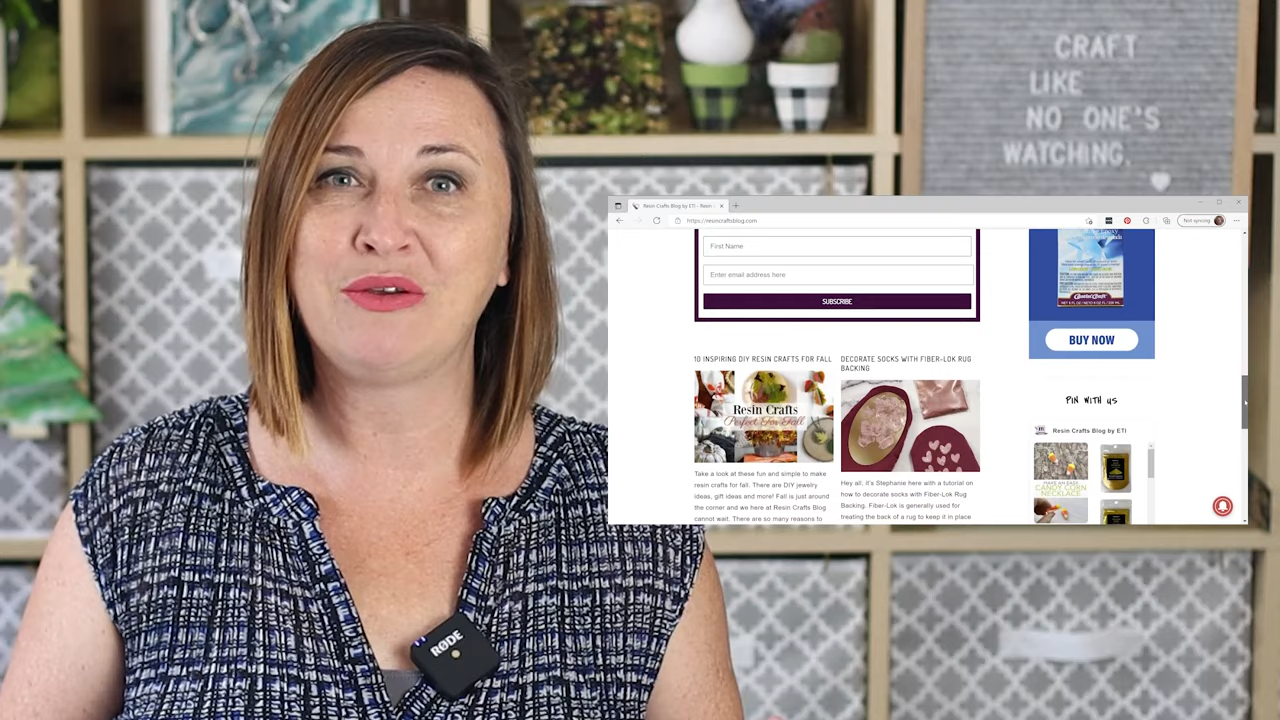 CRAFT
LIKE
NO ONE'S
WATCHING.
Resin Crafts Blog by ETI - Resin
https://resincraftsblog.com
Not syncing
First Name
Enter email address here
SUBSCRIBE
BUY NOW
10 INSPIRING DIY RESIN CRAFTS FOR FALL
Resin Crafts
Perfect For Fall
Take a look at these fun and simple to make
resin crafts for fall. There are DIY jewelry
ideas, gift ideas and more! Fall is just around
the corner and we here at Resin Crafts Blog
cannot wait. There are so many reasons to
DECORATE SOCKS WITH FIBER-LOK RUG
BACKING
Hey all, it's Stephanie here with a tutorial on
how to decorate socks with Fiber-Lok Rug
Backing. Fiber-Lok is generally used for
treating the back of a rug to keep it in place
PIN WITH US
Resin Crafts Blog by ETI
MAKE AN EASY
CANDY CORN
NECKLACE
RØDE